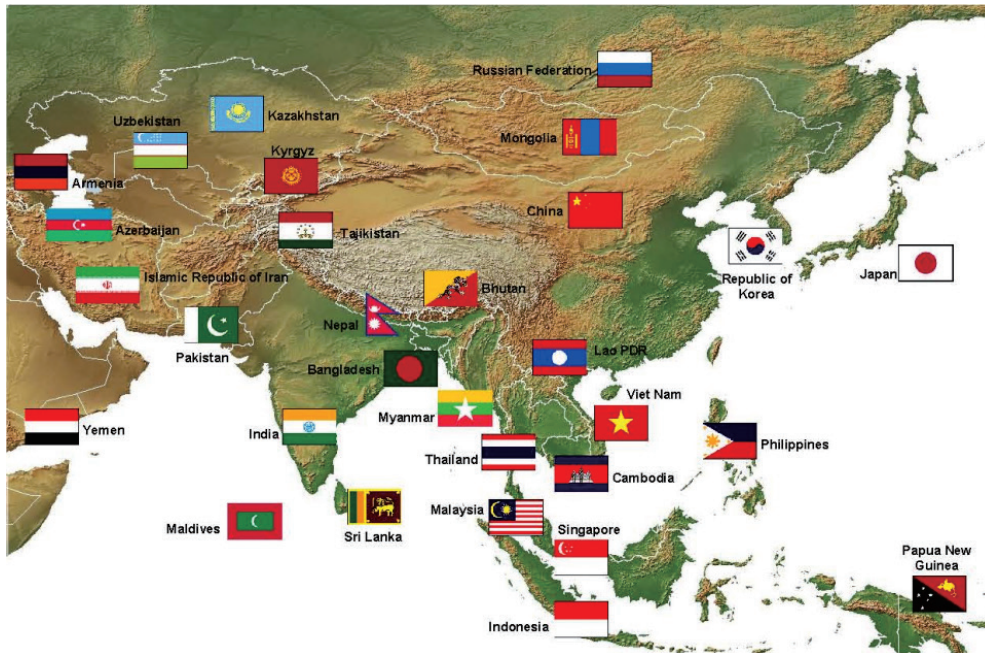 Russian Federation
Kazakhstan
Uzbekistan
Mongolia
Kyrgyz
Armenia
China
Azerbaijan
Tajikistan
Islamic Republic of Iran
Japan
Republic of
Korea
Bhutan
Nepal
Pakistan
Lao PDR
Bangladesh
Viet Nam
Myanmar
Yemen
India
Philippines
Thailand
Cambodia
Malaysia
Maldives
Sri Lanka
Singapore
Papua New
Guinea
Indonesia